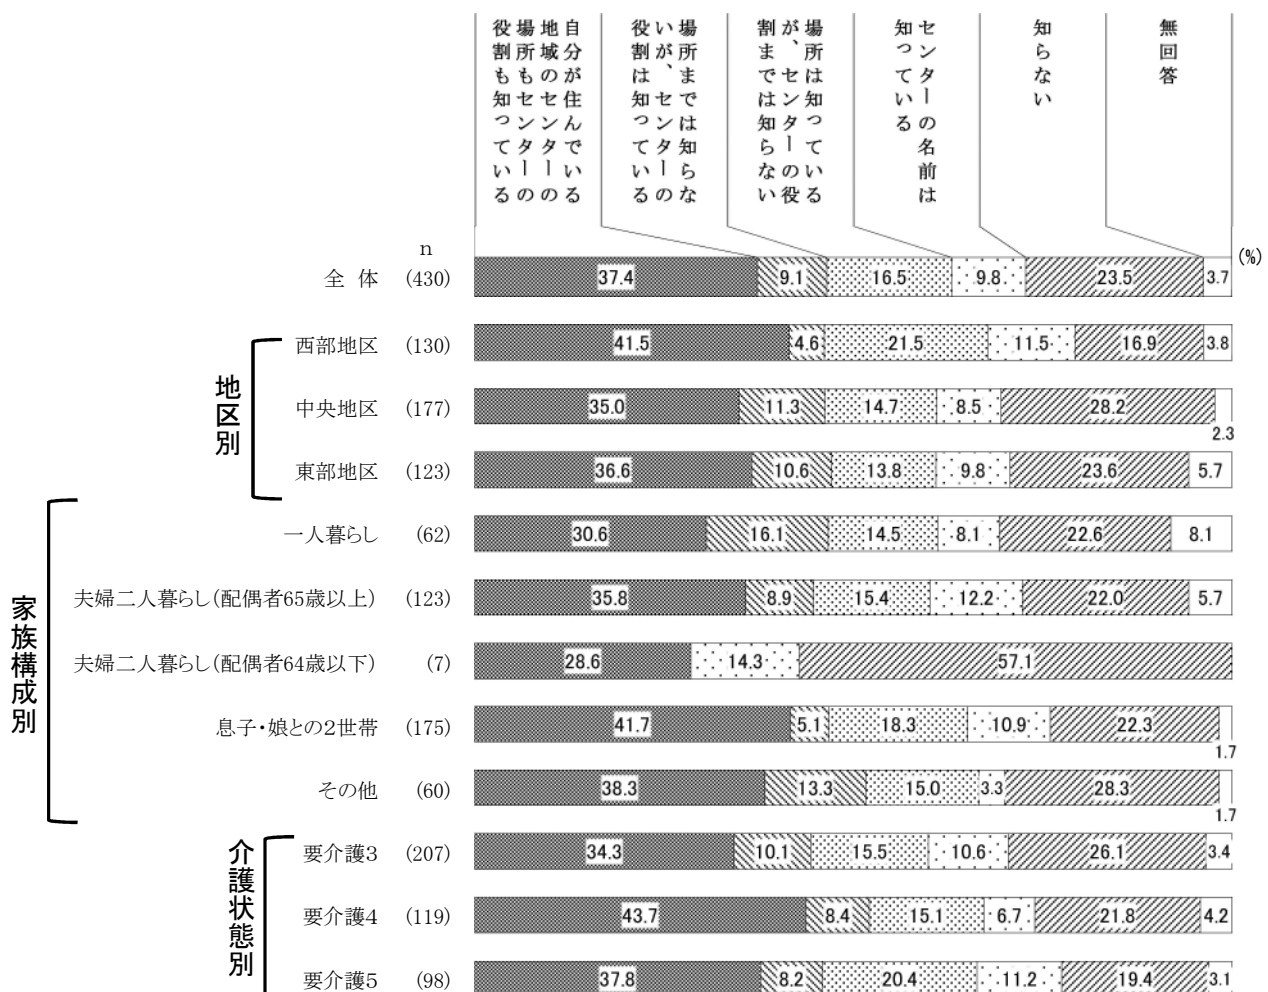 自分が住んでいる
地域のセンターの
場所もセンターの
役割も知っている
場所までは知らな
いが、センターの
役割は知っている
場所は知っている
が、センターの役
割までは知らない
センターの名前は
知っている
知らない
無回答
(%)
n
全 体 (430) 37.4 9.1 16.5 9.8 23.5 3.7
地区別
西部地区 (130) 41.5 4.6 21.5 11.5 16.9 3.8
中央地区 (177) 35.0 11.3 14.7 8.5 28.2 2.3
東部地区 (123) 36.6 10.6 13.8 9.8 23.6 5.7
家族構成別
一人暮らし (62) 30.6 16.1 14.5 8.1 22.6 8.1
夫婦二人暮らし(配偶者65歳以上) (123) 35.8 8.9 15.4 12.2 22.0 5.7
夫婦二人暮らし(配偶者64歳以下) (7) 28.6 14.3 57.1
息子・娘との2世帯 (175) 41.7 5.1 18.3 10.9 22.3 1.7
その他 (60) 38.3 13.3 15.0 3.3 28.3 1.7
介護状態別
要介護3 (207) 34.3 10.1 15.5 10.6 26.1 3.4
要介護4 (119) 43.7 8.4 15.1 6.7 21.8 4.2
要介護5 (98) 37.8 8.2 20.4 11.2 19.4 3.1